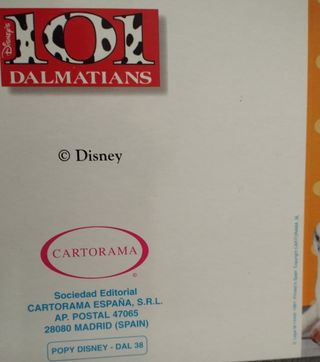 DISNEY'S
101
DALMATIANS
© Disney
CARTORAMA
©
Sociedad Editorial
CARTORAMA ESPAÑA, S.R.L.
AP. POSTAL 47065
28080 MADRID (SPAIN)
POPY DISNEY - DAL 38